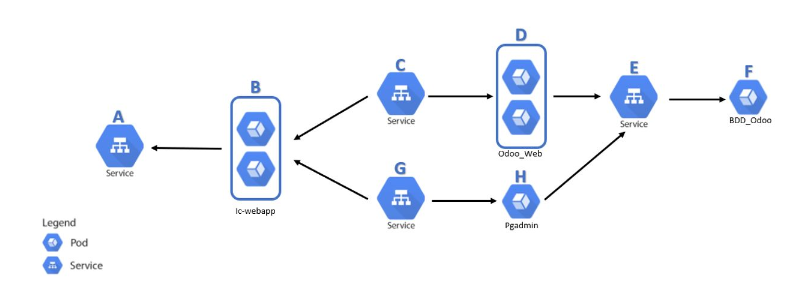 D
C
E
F
B
A
Service
BDD_Odoo
Service
Odoo_Web
Service
G
H
Ic-webapp
Service
Pgadmin
Legend
Pod
Service